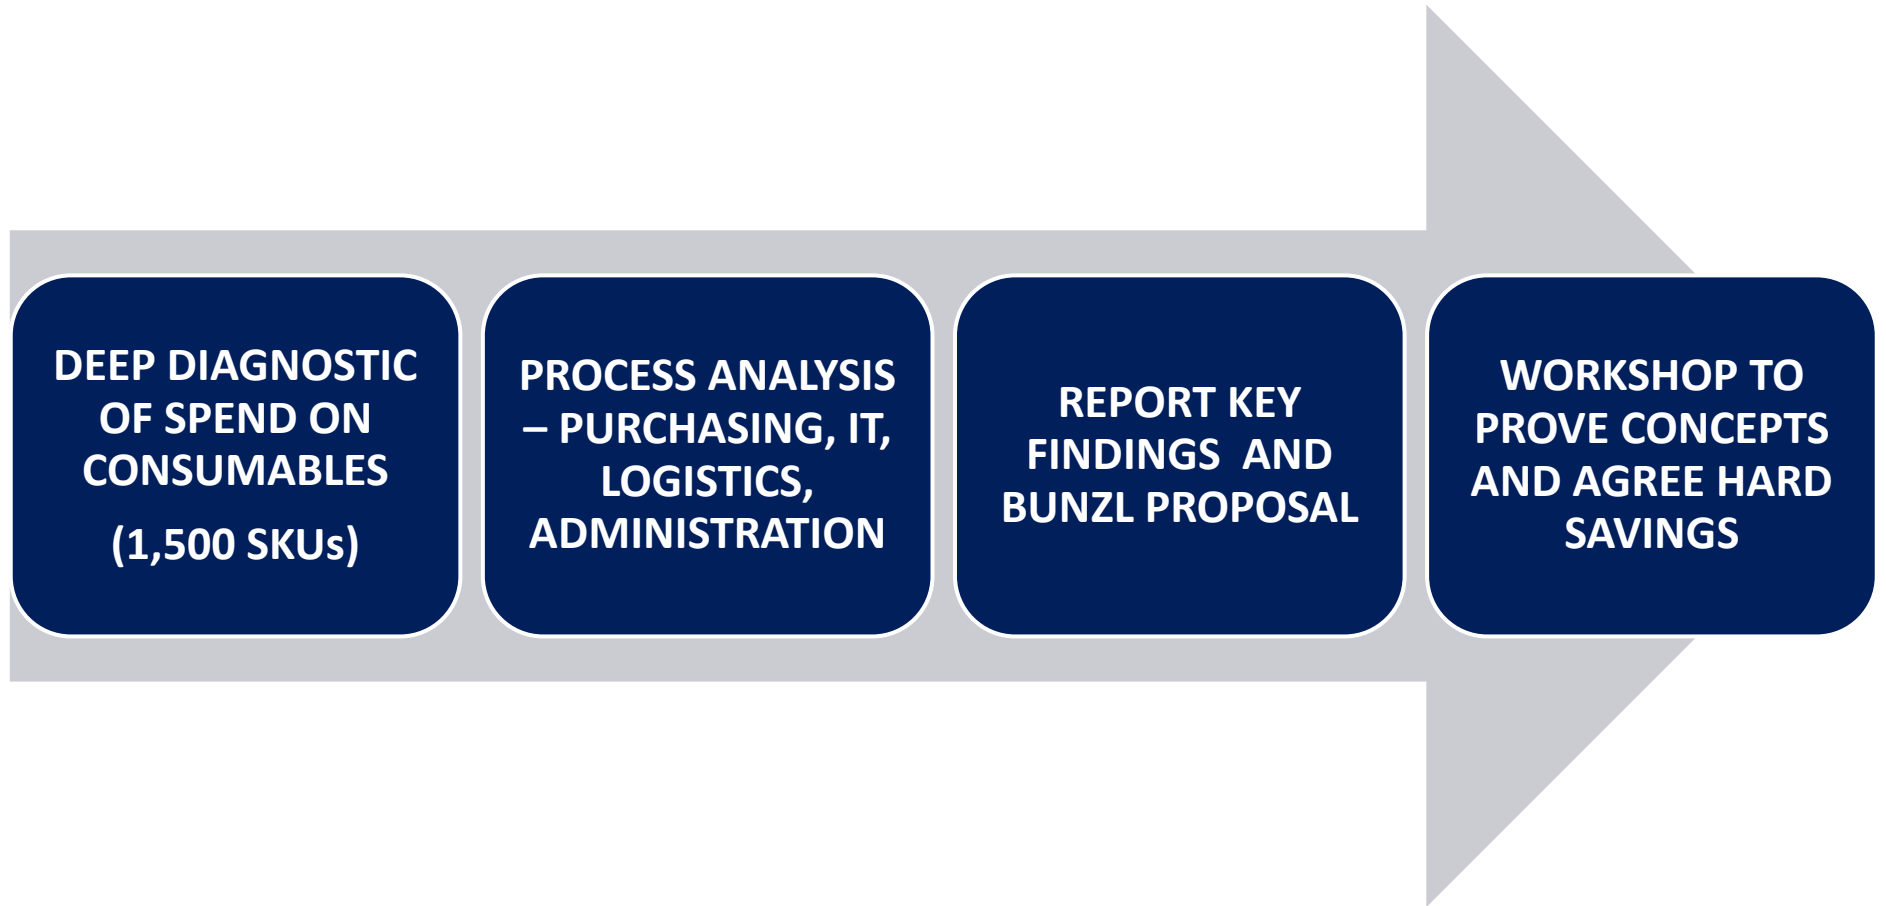 DEEP DIAGNOSTIC
OF SPEND ON
CONSUMABLES
(1,500 SKUs)
PROCESS ANALYSIS
– PURCHASING, IT,
LOGISTICS,
ADMINISTRATION
REPORT KEY
FINDINGS  AND
BUNZL PROPOSAL
WORKSHOP TO
PROVE CONCEPTS
AND AGREE HARD
SAVINGS